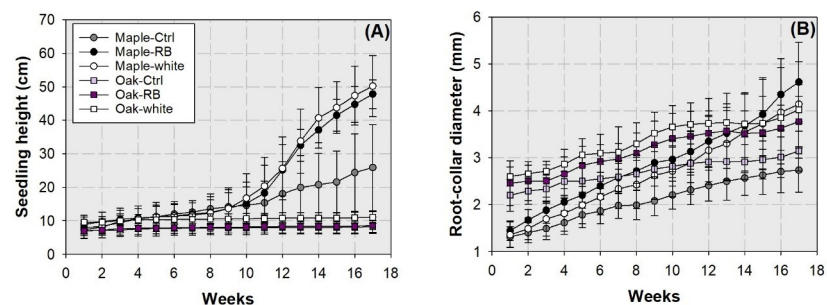 (A)
70
60
50
40
30
20
10
0
Seedling height (cm)
Maple-Ctrl
Maple-RB
Maple-white
Oak-Ctrl
Oak-RB
Oak-white
0 2 4 6 8 10 12 14 16 18
Weeks
(B)
6
5
4
3
2
1
Root-collar diameter (mm)
0 2 4 6 8 10 12 14 16 18
Weeks